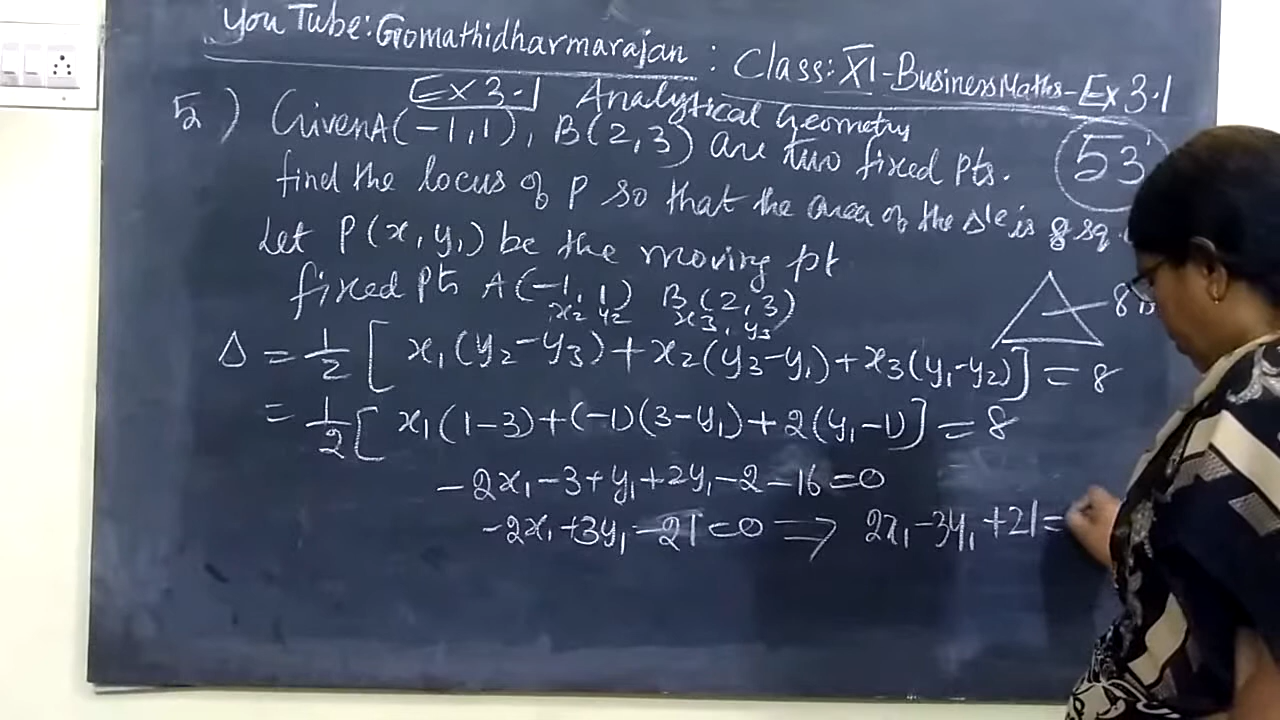 YouTube: Gomathidharmarajan : Class: XI - Business Maths - Ex 3.1
Ex 3.1 Analytical Geometry
53
5) Given A(-1,1), B(2,3) are two fixed pts.
find the locus of P so that the area of the Δle is 8 sq.
Let P(x, y₁) be the moving pt
fixed pts A(-1, 1) B(2, 3)
x₂ y₂ x₃, y₃
8
Δ = 1/2 [ x₁(y₂-y₃) + x₂(y₃-y₁) + x₃(y₁-y₂)] = 8
= 1/2 [ x₁(1-3) + (-1)(3-y₁) + 2(y₁-1)] = 8
-2x₁-3+y₁+2y₁-2-16=0
-2x₁+3y₁-21=0 ⇒ 2x₁-3y₁+21=